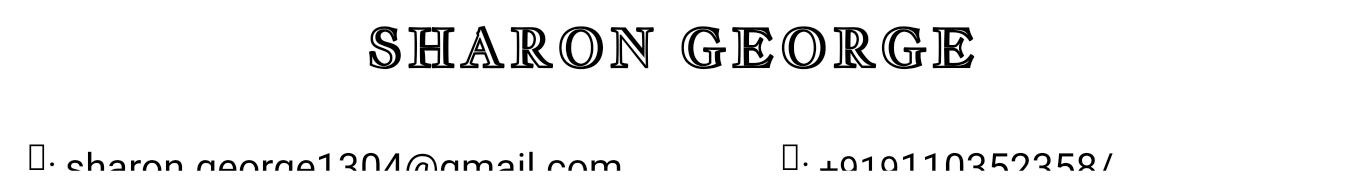 SHARON GEORGE
: sharon.george1304@gmail.com : +919110352358/